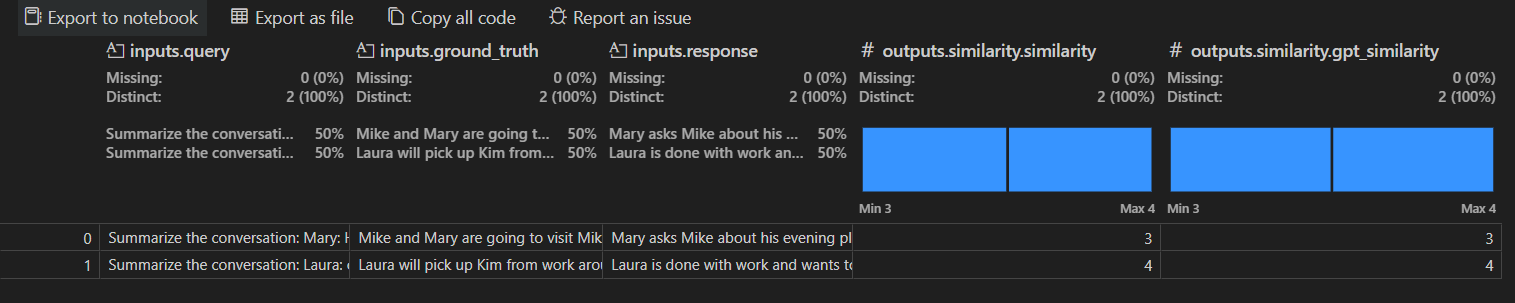 Export to notebook Export as file Copy all code Report an issue
inputs.query inputs.ground_truth inputs.response # outputs.similarity.similarity # outputs.similarity.gpt_similarity
Missing: 0 (0%) Missing: 0 (0%) Missing: 0 (0%) Missing: 0 (0%) Missing: 0 (0%)
Distinct: 2 (100%) Distinct: 2 (100%) Distinct: 2 (100%) Distinct: 2 (100%) Distinct: 2 (100%)
Summarize the conversati... 50% Mike and Mary are going t... 50% Mary asks Mike about his ... 50%
Summarize the conversati... 50% Laura will pick up Kim from... 50% Laura is done with work an... 50%
Min 3 Max 4 Min 3 Max 4
0 Summarize the conversation: Mary: Mike and Mary are going to visit Mik Mary asks Mike about his evening pl 3 3
1 Summarize the conversation: Laura: Laura will pick up Kim from work arou Laura is done with work and wants to 4 4